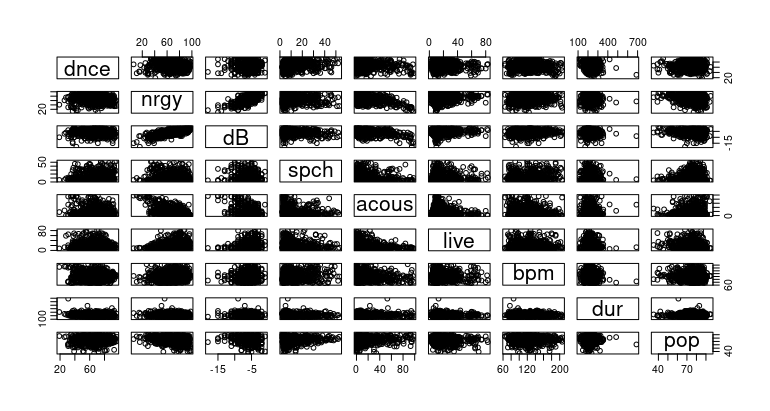 20 60 100 0 20 40 0 40 80 100 400 700
dnce 20
20 nrgy
dB -15
0 50 spch
acous 0
0 80 live
bpm 60
100 dur
pop 40
20 60 -15 -5 0 40 80 60 120 200 40 70